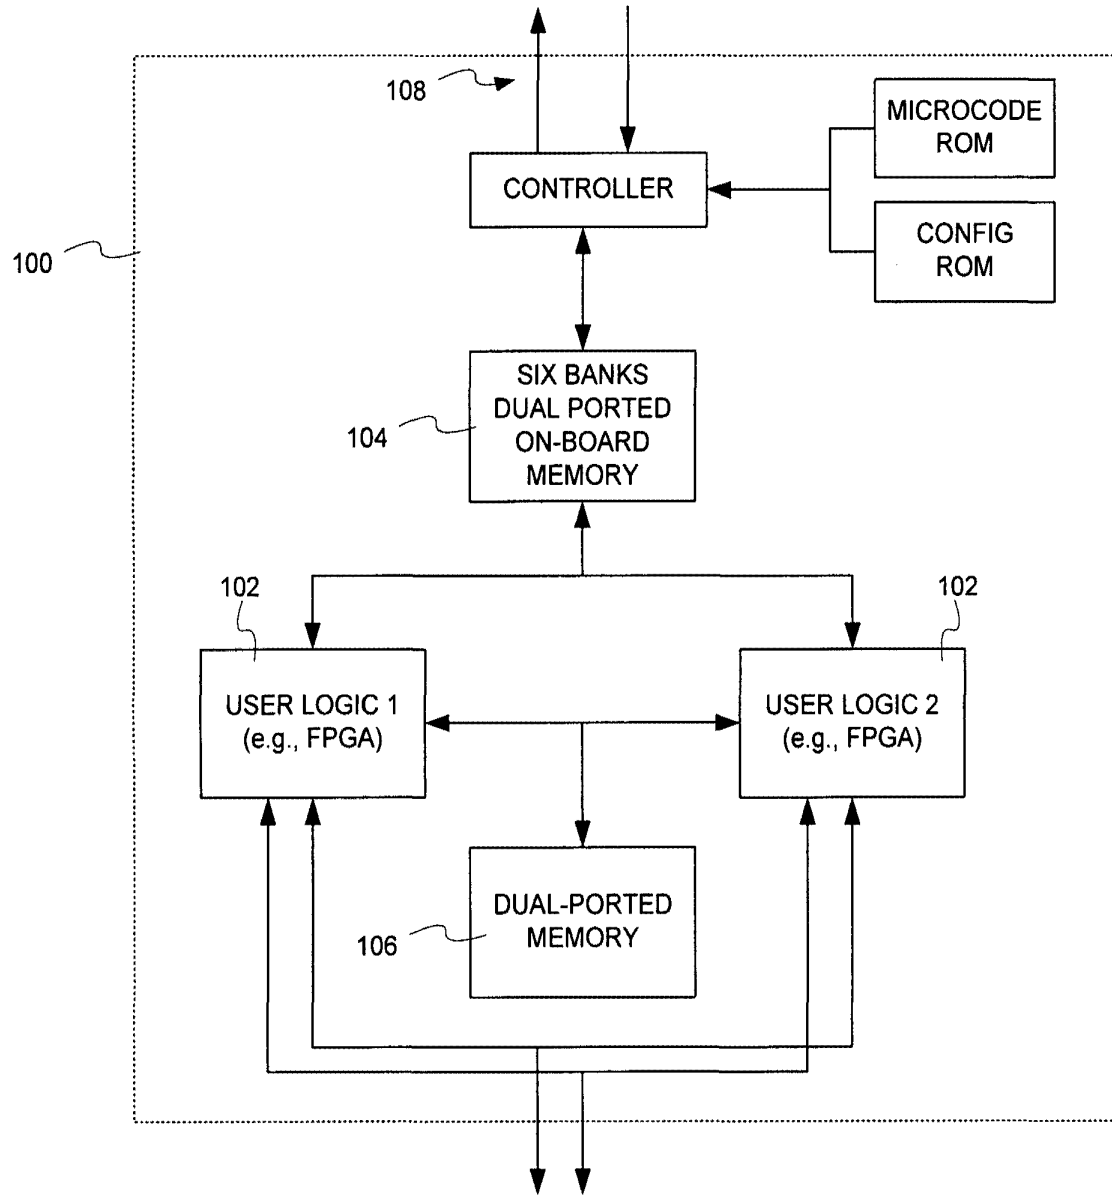 108
MICROCODE
ROM
CONTROLLER
CONFIG
ROM
100
SIX BANKS
DUAL PORTED
ON-BOARD
MEMORY
104
102
102
USER LOGIC 1
(e.g., FPGA)
USER LOGIC 2
(e.g., FPGA)
DUAL-PORTED
MEMORY
106